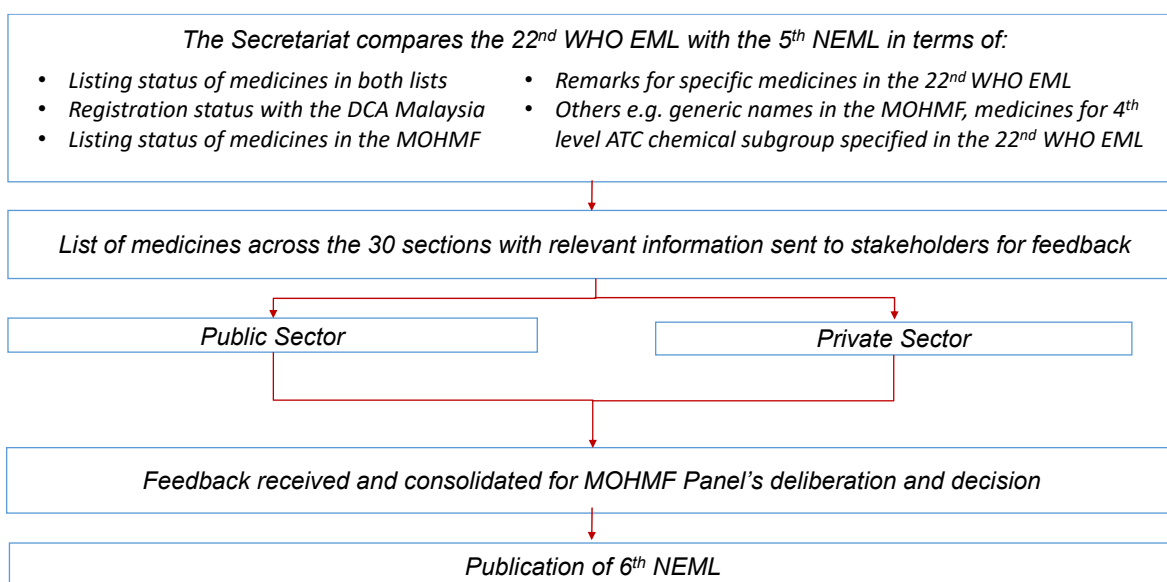 The Secretariat compares the 22nd WHO EML with the 5th NEML in terms of:
• Listing status of medicines in both lists
• Registration status with the DCA Malaysia
• Listing status of medicines in the MOHMF
• Remarks for specific medicines in the 22nd WHO EML
• Others e.g. generic names in the MOHMF, medicines for 4th
level ATC chemical subgroup specified in the 22nd WHO EML
List of medicines across the 30 sections with relevant information sent to stakeholders for feedback
Public Sector
Private Sector
Feedback received and consolidated for MOHMF Panel’s deliberation and decision
Publication of 6th NEML